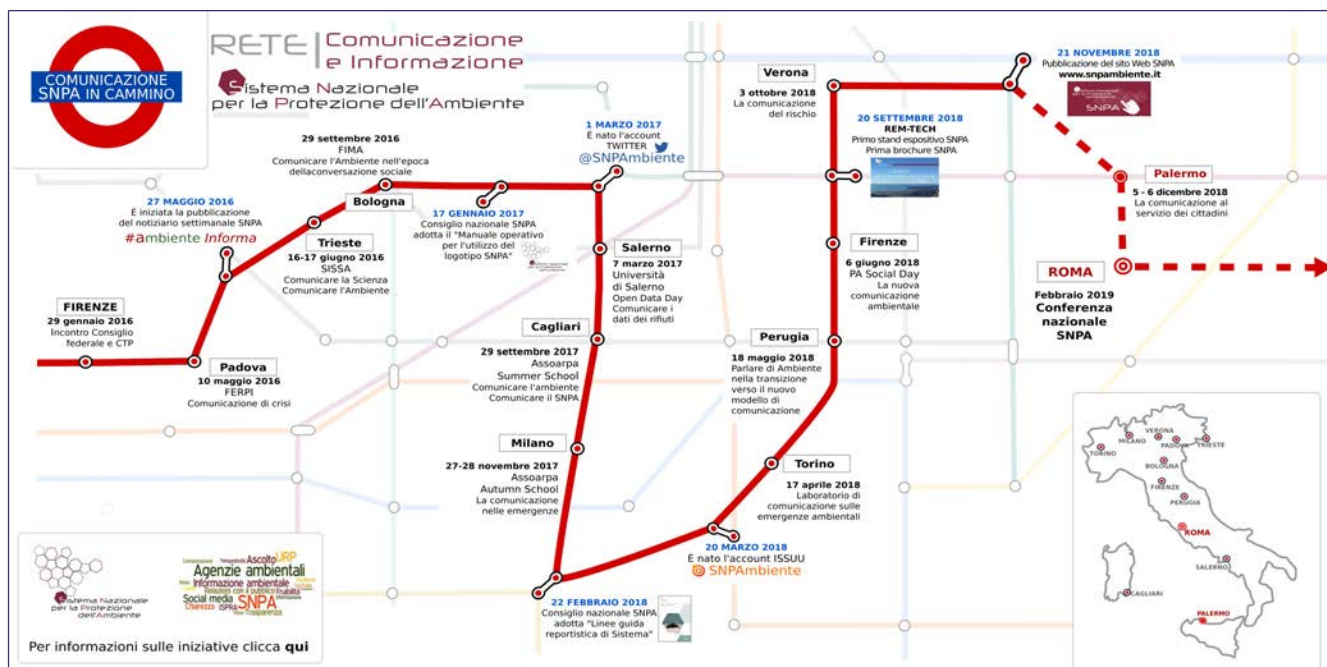 COMUNICAZIONE
SNPA IN CAMMINO
RETE
Comunicazione
e Informazione
Sistema Nazionale
per la Protezione dell'Ambiente
FIRENZE
29 gennaio 2016
Incontro Consiglio
federale e CTP
Padova
10 maggio 2016
FERPI
Comunicazione di crisi
27 MAGGIO 2016
È iniziata la pubblicazione
del notiziario settimanale SNPA
#ambiente Informa
Trieste
16-17 giugno 2016
SISSA
Comunicare la Scienza
Comunicare l'Ambiente
29 settembre 2016
FIMA
Comunicare l'Ambiente nell'epoca
dellaconversazione sociale
Bologna
17 GENNAIO 2017
Consiglio nazionale SNPA
adotta il "Manuale operativo
per l'utilizzo del
logotipo SNPA"
1 MARZO 2017
È nato l'account
TWITTER
@SNPAmbiente
Salerno
7 marzo 2017
Università
di Salerno
Open Data Day
Comunicare i
dati dei rifiuti
Cagliari
29 settembre 2017
Assoarpa
Summer School
Comunicare l'ambiente
Comunicare il SNPA
Milano
27-28 novembre 2017
Assoarpa
Autumn School
La comunicazione
nelle emergenze
22 FEBBRAIO 2018
Consiglio nazionale SNPA
adotta "Linee guida
reportistica di Sistema"
20 MARZO 2018
È nato l'account ISSUU
SNPAmbiente
Torino
17 aprile 2018
Laboratorio di
comunicazione sulle
emergenze ambientali
Perugia
18 maggio 2018
Parlare di Ambiente
nella transizione
verso il nuovo
modello di
comunicazione
Firenze
6 giugno 2018
PA Social Day
La nuova
comunicazione
ambientale
20 SETTEMBRE 2018
REM-TECH
Primo stand espositivo SNPA
Prima brochure SNPA
Verona
3 ottobre 2018
La comunicazione
del rischio
21 NOVEMBRE 2018
Pubblicazione del sito Web SNPA
www.snpambiente.it
SNPA
Palermo
5 - 6 dicembre 2018
La comunicazione al
servizio dei cittadini
ROMA
Febbraio 2019
Conferenza
nazionale
SNPA
Sistema Nazionale
per la Protezione
dell'Ambiente
Ascolto
URP
Agenzie ambientali
Informazione ambientale
Relazioni con il pubblico
Fruibilità
Social media
SNPA
Chiarezza
ISPRA
Trasparenza
Per informazioni sulle iniziative clicca qui
VERONA
MILANO
PADOVA
TRIESTE
TORINO
BOLOGNA
FIRENZE
PERUGIA
ROMA
SALERNO
CAGLIARI
PALERMO